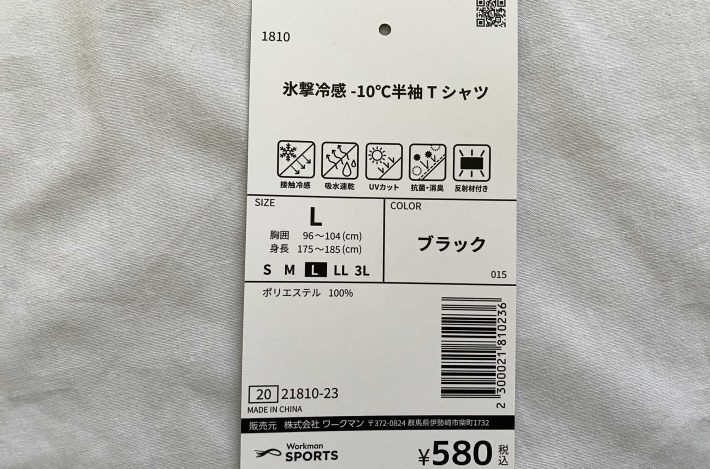 1810
氷撃冷感 -10℃半袖 T シャツ
接触冷感 吸水速乾 UVカット 抗菌・消臭 反射材付き
SIZE
L
胸囲 96〜104(cm)
身長 175〜185(cm)
S M L LL 3L
COLOR
ブラック
015
ポリエステル 100%
2 300021 810236
20 21810-23
MADE IN CHINA
販売元 株式会社 ワークマン 〒372-0824 群馬県伊勢崎市柴町1732
Workman
SPORTS
¥580 税込